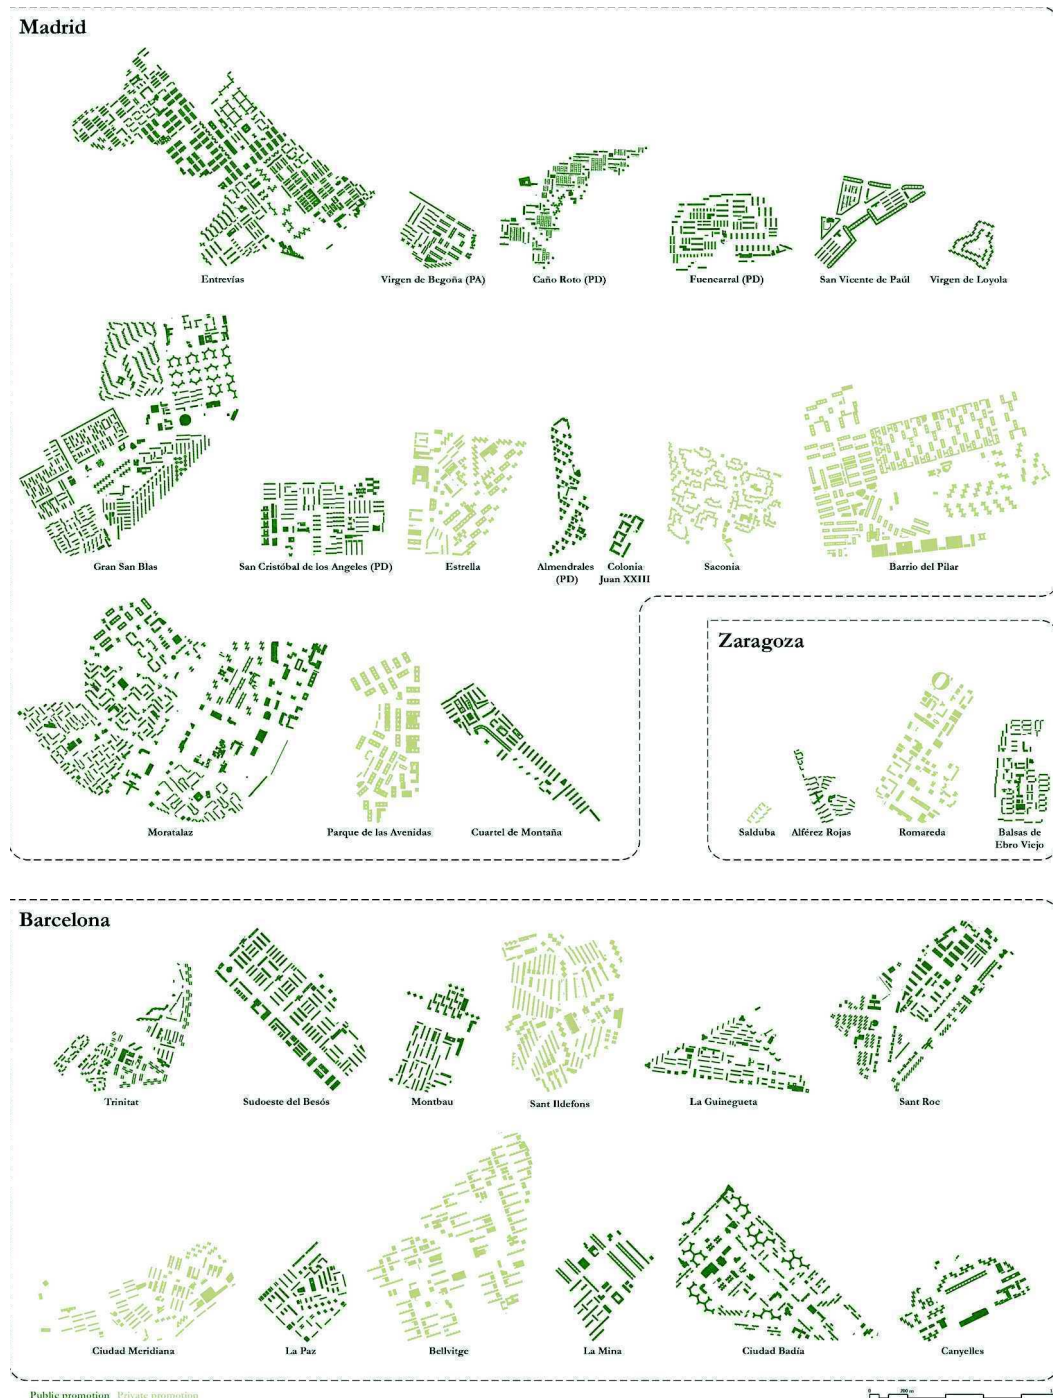 Madrid
Entrevías
Virgen de Begoña (PA)
Caño Roto (PD)
Fuencarral (PD)
San Vicente de Paúl
Virgen de Loyola
Gran San Blas
San Cristóbal de los Angeles (PD)
Estrella
Almendrales
(PD)
Colonia
Juan XXIII
Saconia
Barrio del Pilar
Moratalaz
Parque de las Avenidas
Cuartel de Montaña
Zaragoza
Salduba
Alférez Rojas
Romareda
Balsas de
Ebro Viejo
Barcelona
Trinitat
Sudoeste del Besós
Montbau
Sant Ildefons
La Guinegueta
Sant Roc
Ciudad Meridiana
La Paz
Bellvitge
La Mina
Ciudad Badía
Canyelles
Public promotion Private promotion
0 300 m